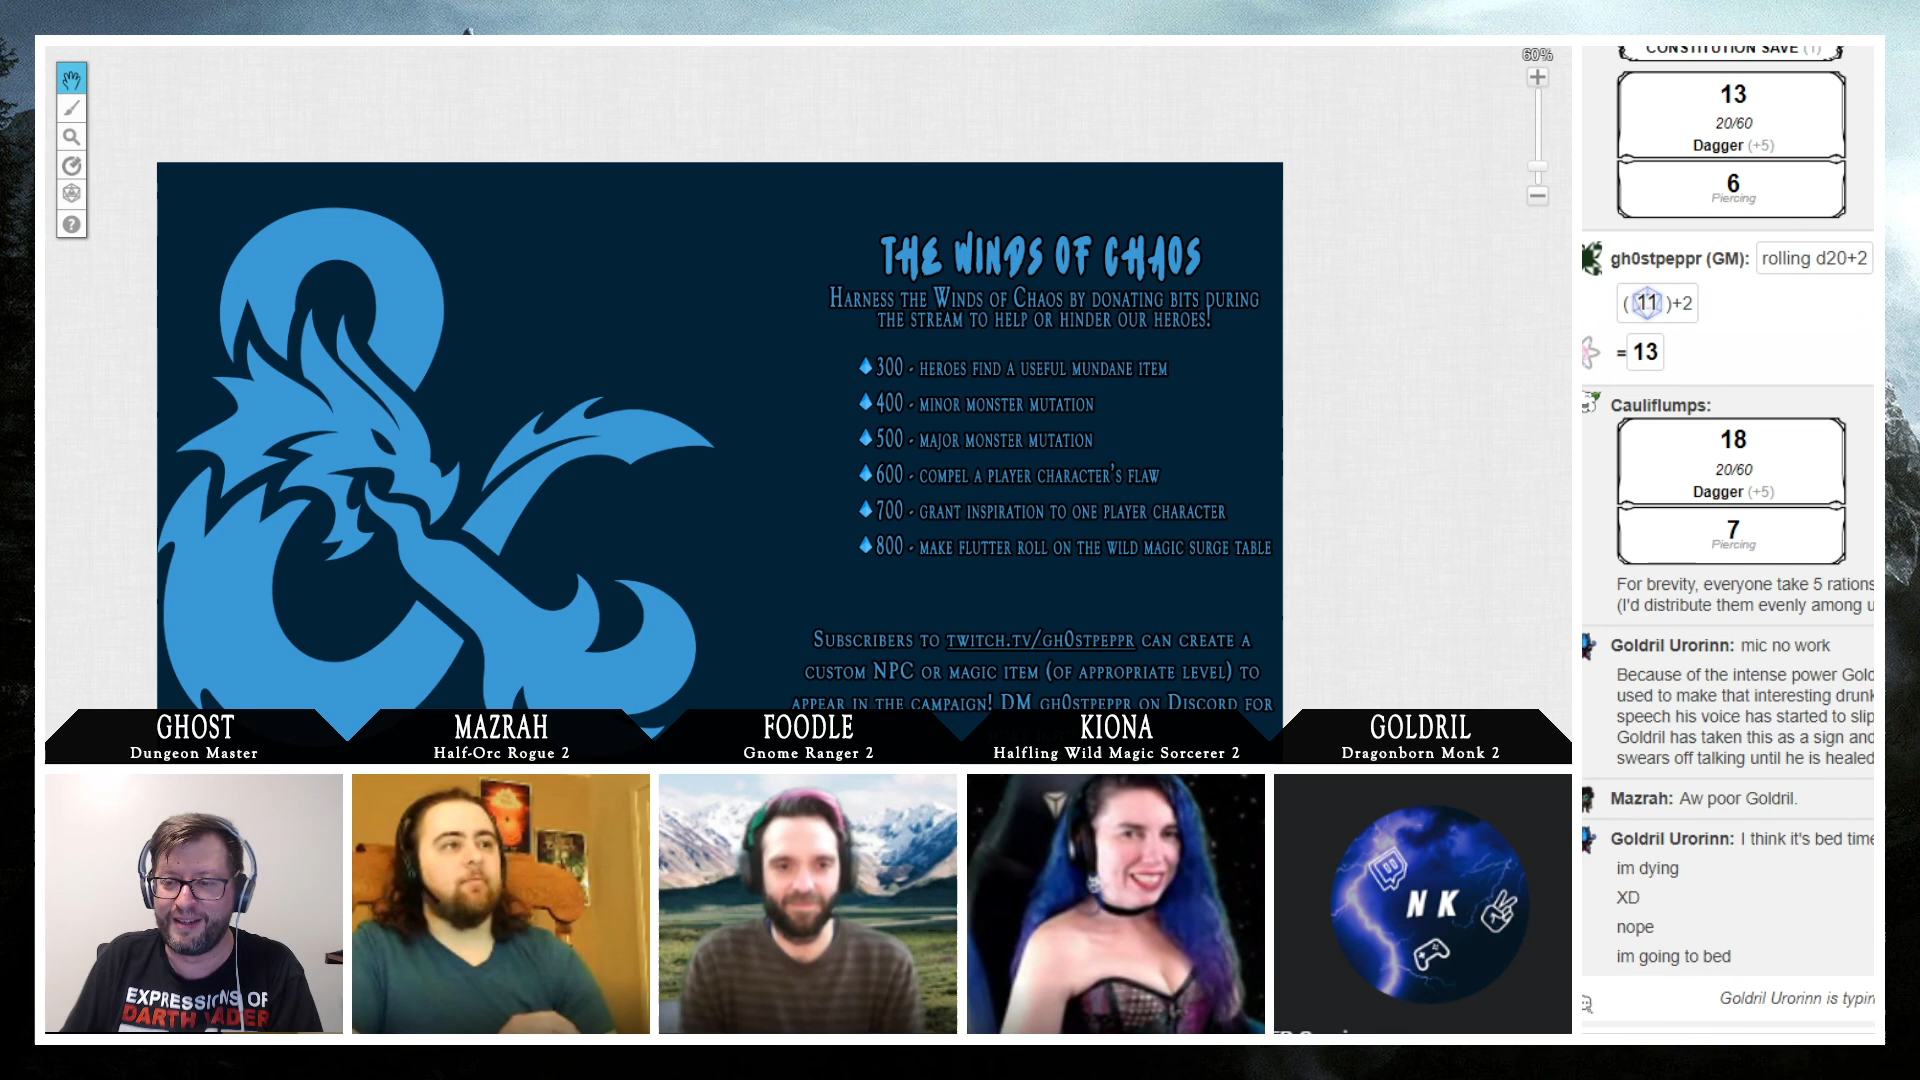 60%
THE WINDS OF CHAOS
HARNESS THE WINDS OF CHAOS BY DONATING BITS DURING
THE STREAM TO HELP OR HINDER OUR HEROES!
300 - HEROES FIND A USEFUL MUNDANE ITEM
400 - MINOR MONSTER MUTATION
500 - MAJOR MONSTER MUTATION
600 - COMPEL A PLAYER CHARACTER'S FLAW
700 - GRANT INSPIRATION TO ONE PLAYER CHARACTER
800 - MAKE FLUTTER ROLL ON THE WILD MAGIC SURGE TABLE
SUBSCRIBERS TO TWITCH.TV/GH0STPEPPR CAN CREATE A
CUSTOM NPC OR MAGIC ITEM (OF APPROPRIATE LEVEL) TO
APPEAR IN THE CAMPAIGN! DM GH0STPEPPR ON DISCORD FOR
GHOST
Dungeon Master
MAZRAH
Half-Orc Rogue 2
FOODLE
Gnome Ranger 2
KIONA
Halfling Wild Magic Sorcerer 2
GOLDRIL
Dragonborn Monk 2
EXPRESSIONS OF
DARTH VADER
N K
CONSTITUTION SAVE (1)
13
20/60
Dagger (+5)
6
Piercing
gh0stpeppr (GM): rolling d20+2
(11)+2
=13
Cauliflumps:
18
20/60
Dagger (+5)
7
Piercing
For brevity, everyone take 5 rations
(I'd distribute them evenly among u
Goldril Urorinn: mic no work
Because of the intense power Gold
used to make that interesting drunk
speech his voice has started to slip
Goldril has taken this as a sign and
swears off talking until he is healed
Mazrah: Aw poor Goldril.
Goldril Urorinn: I think it's bed time
im dying
XD
nope
im going to bed
Goldril Urorinn is typin